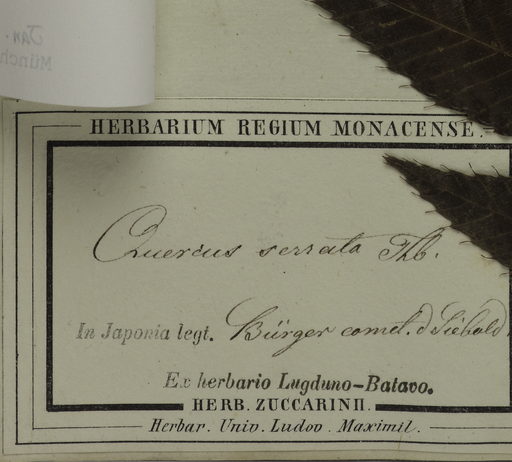 HERBARIUM REGIUM MONACENSE.
Quercus serrata Thb.
In Japonia legt. Bürger comet. d Siebold
Ex herbario Lugduno-Batavo.
HERB. ZUCCARINII.
Herbar. Univ. Ludov. Maximil.